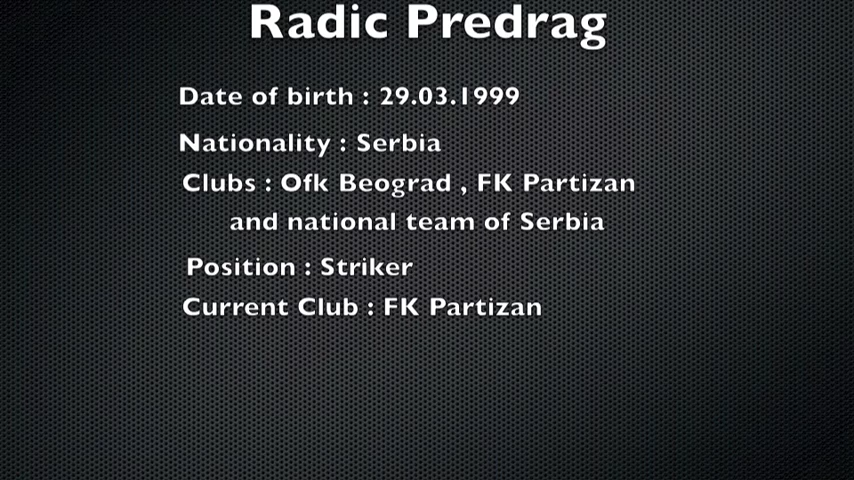 Radic Predrag
Date of birth : 29.03.1999
Nationality : Serbia
Clubs : Ofk Beograd , FK Partizan
and national team of Serbia
Position : Striker
Current Club : FK Partizan